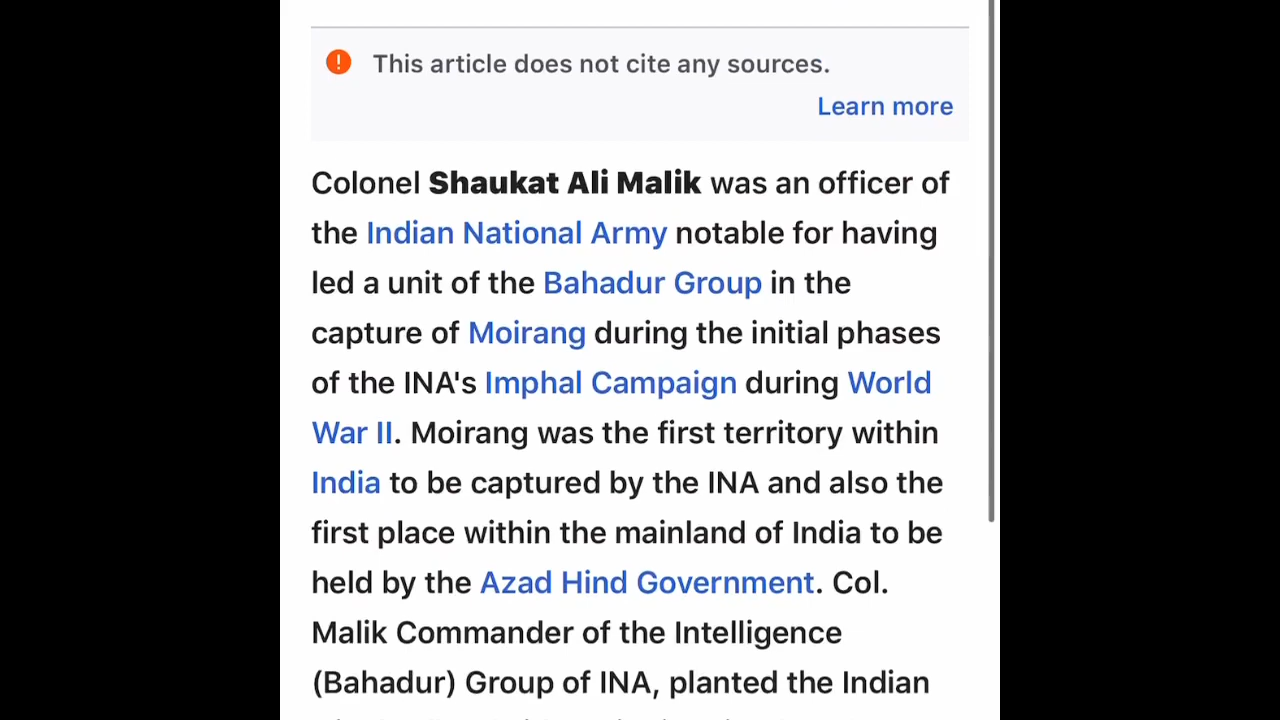 This article does not cite any sources.
Learn more
Colonel Shaukat Ali Malik was an officer of
the Indian National Army notable for having
led a unit of the Bahadur Group in the
capture of Moirang during the initial phases
of the INA's Imphal Campaign during World
War II. Moirang was the first territory within
India to be captured by the INA and also the
first place within the mainland of India to be
held by the Azad Hind Government. Col.
Malik Commander of the Intelligence
(Bahadur) Group of INA, planted the Indian